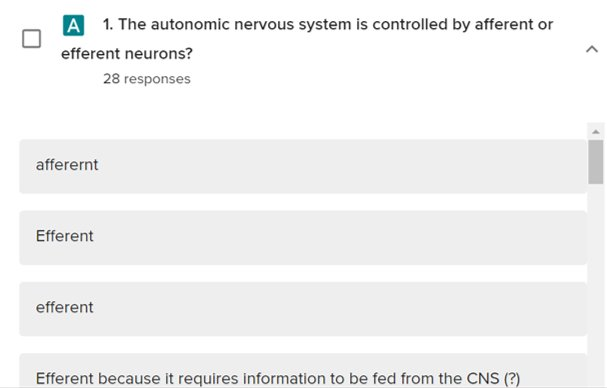 A 1. The autonomic nervous system is controlled by afferent or
efferent neurons?
28 responses
afferernt
Efferent
efferent
Efferent because it requires information to be fed from the CNS (?)